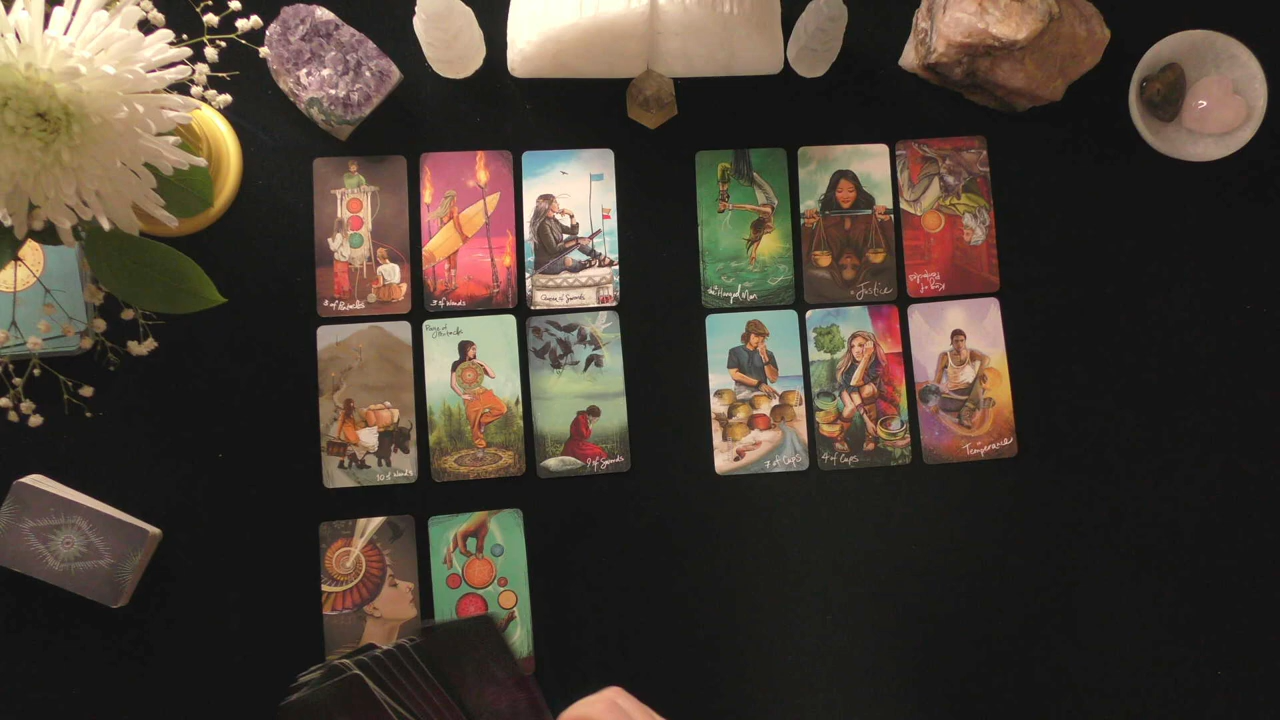 3 of Pentacles
3 of Wands
Queen of Swords
the Hanged Man
Justice
King of Pentacles
10 of Wands
Page of Pentacles
9 of Swords
7 of Cups
4 of Cups
Temperance